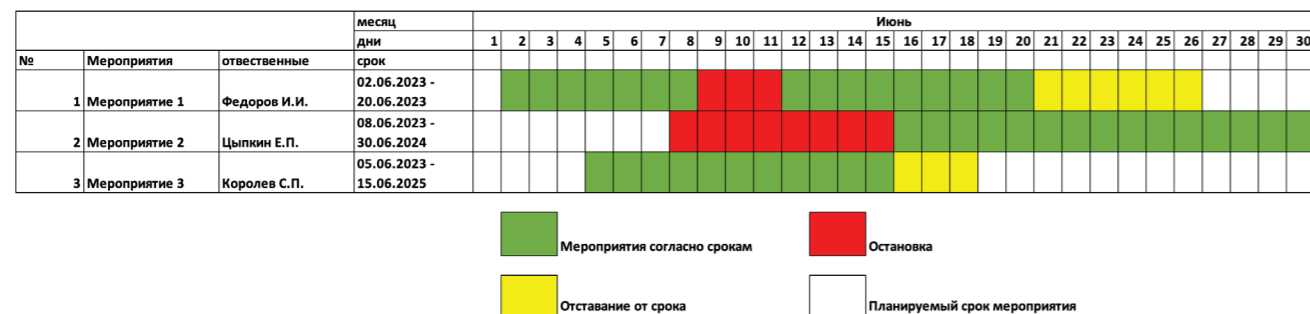 месяц Июнь
дни 1 2 3 4 5 6 7 8 9 10 11 12 13 14 15 16 17 18 19 20 21 22 23 24 25 26 27 28 29 30
№ Мероприятия отвественные срок
02.06.2023 -
1 Мероприятие 1 Федоров И.И. 20.06.2023
08.06.2023 -
2 Мероприятие 2 Цыпкин Е.П. 30.06.2024
05.06.2023 -
3 Мероприятие 3 Королев С.П. 15.06.2025
Мероприятия согласно срокам Остановка
Отставание от срока Планируемый срок мероприятия